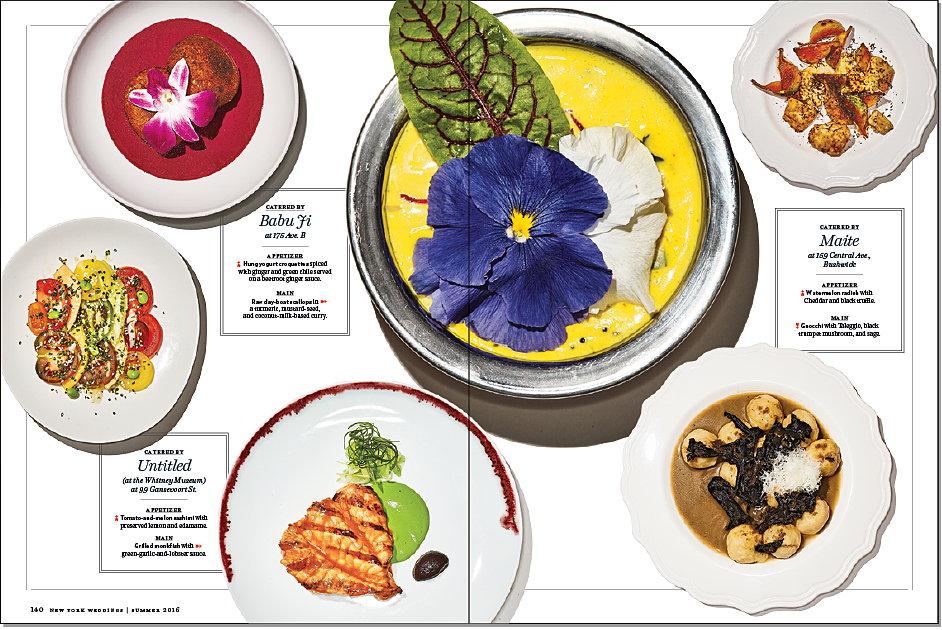 CATERED BY
Babu Ji
at 175 Ave. B
APPETIZER
Hung yogurt croquettes spiced
with ginger and green chile served
on a beetroot ginger sauce.
MAIN
Raw day-boat scallops in
a turmeric, mustard-seed,
and coconut-milk-based curry.
CATERED BY
Maite
at 159 Central Ave.,
Bushwick
APPETIZER
Watermelon radish with
Cheddar and black truffle.
MAIN
Gnocchi with Taleggio, black
trumpet mushroom, and sage.
CATERED BY
Untitled
(at the Whitney Museum)
at 99 Gansevoort St.
APPETIZER
Tomato-and-melon sashimi with
preserved lemon and edamame.
MAIN
Grilled monkfish with
green-garlic-and-lobster sauce.
140 NEW YORK WEDDINGS | SUMMER 2016